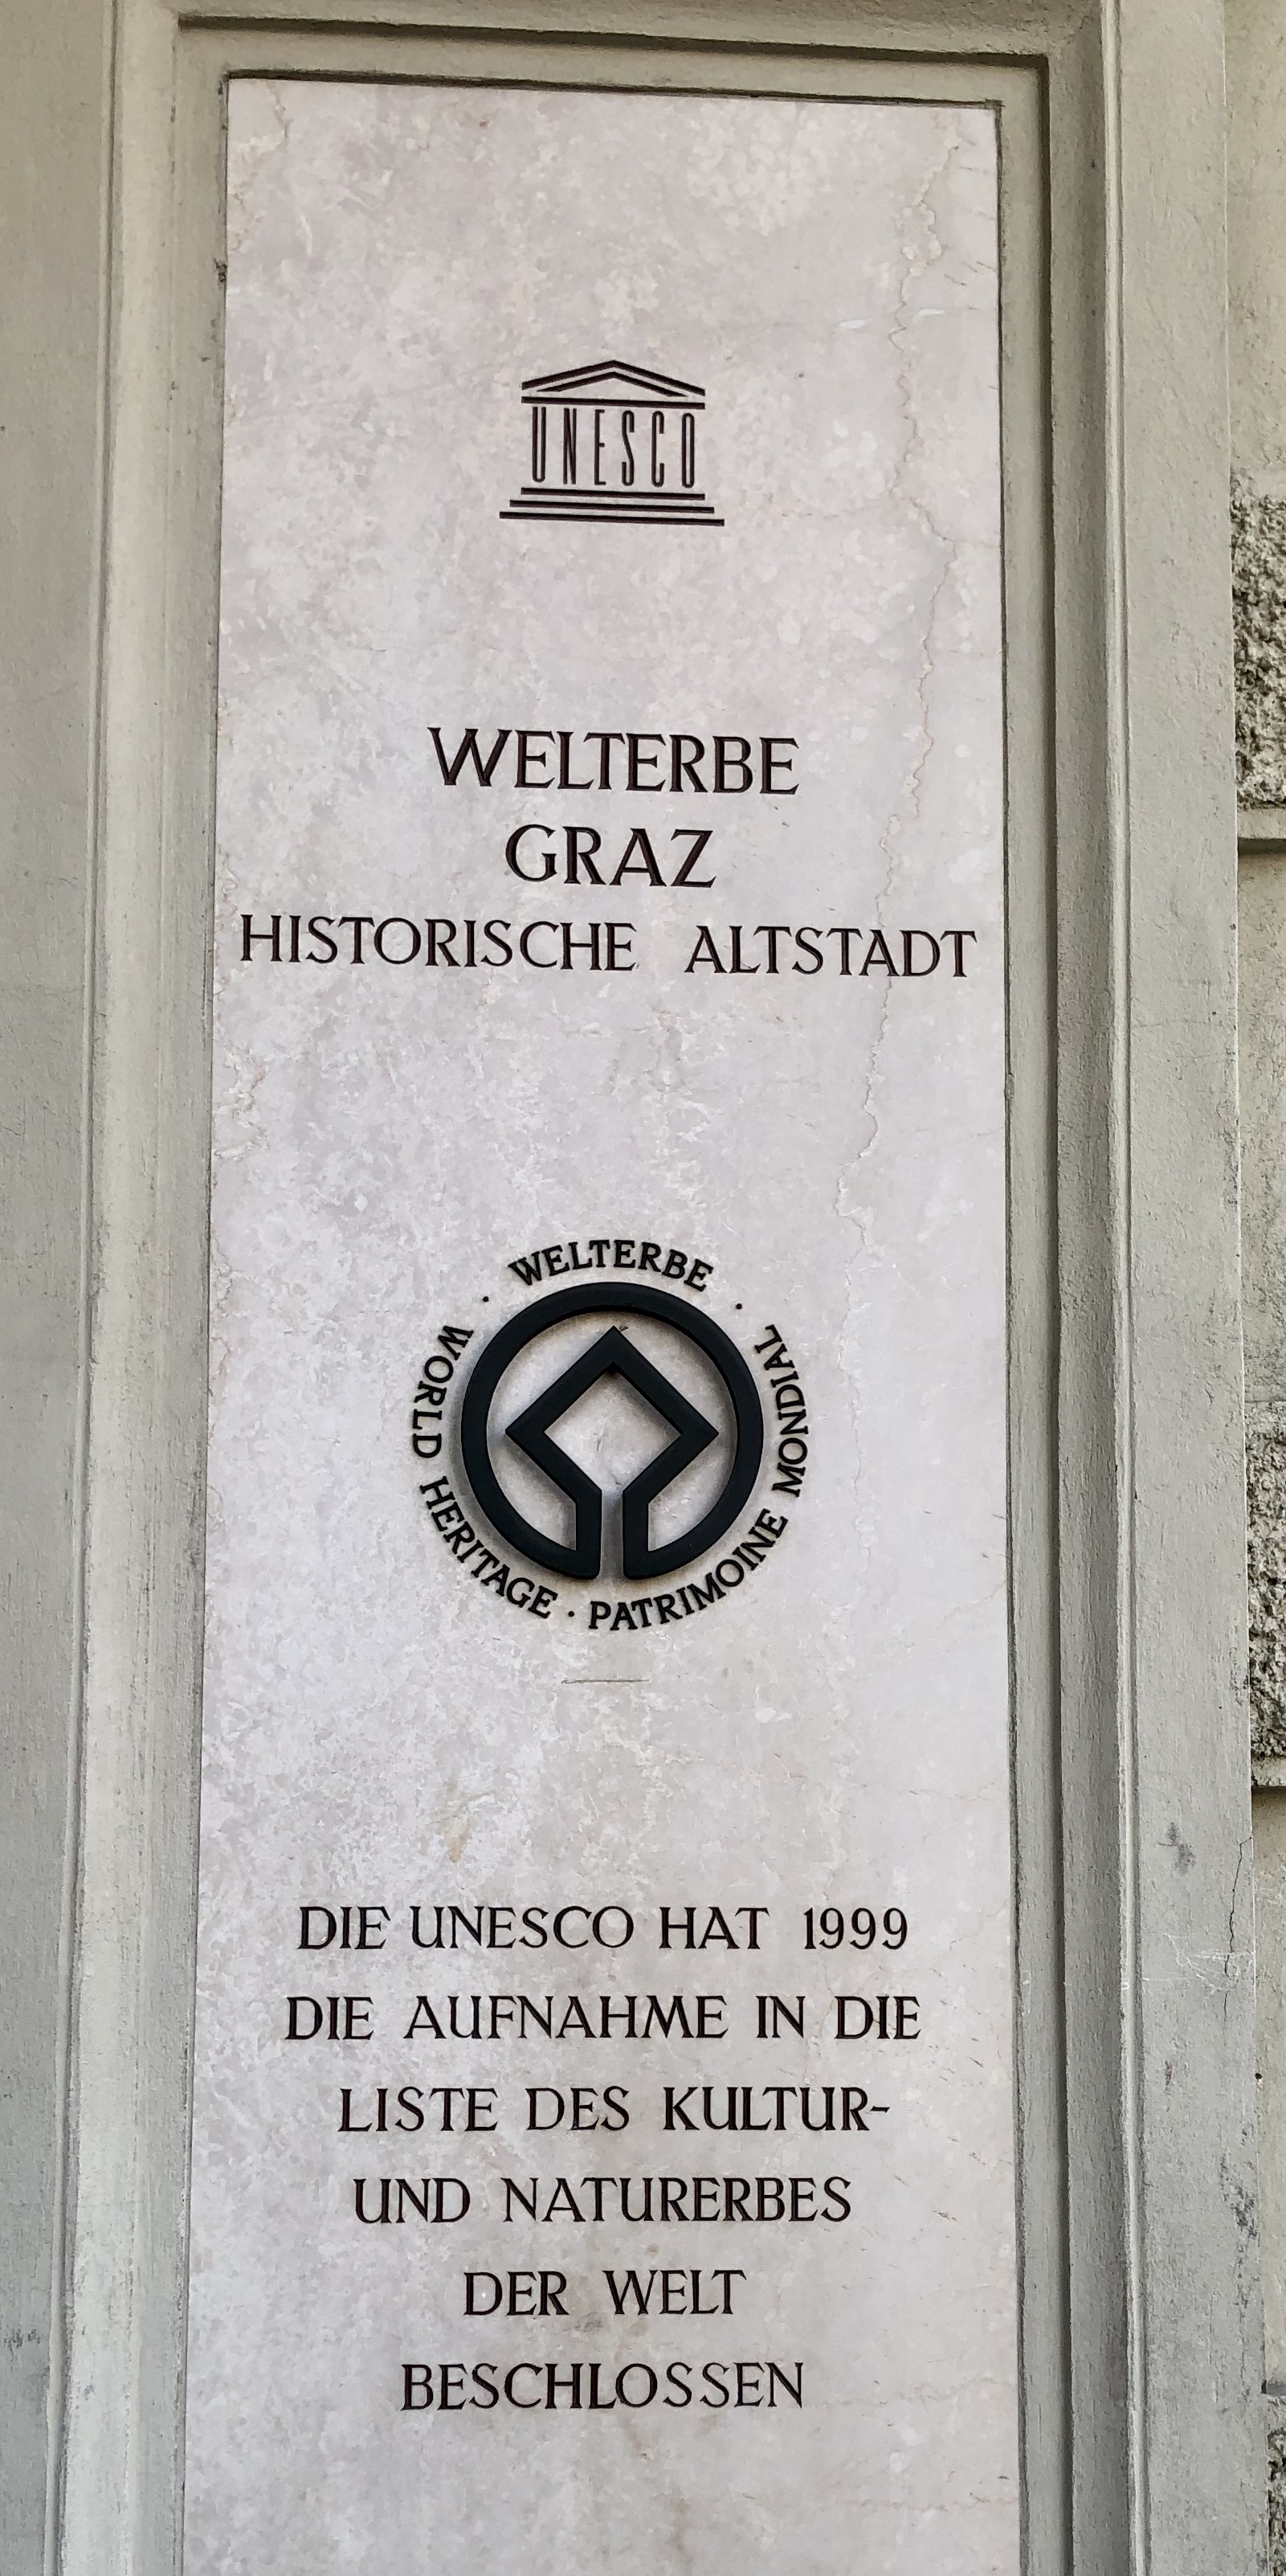 UNESCO
WELTERBE
GRAZ
HISTORISCHE ALTSTADT
· WELTERBE · WORLD HERITAGE · PATRIMOINE MONDIAL
DIE UNESCO HAT 1999
DIE AUFNAHME IN DIE
LISTE DES KULTUR-
UND NATURERBES
DER WELT
BESCHLOSSEN